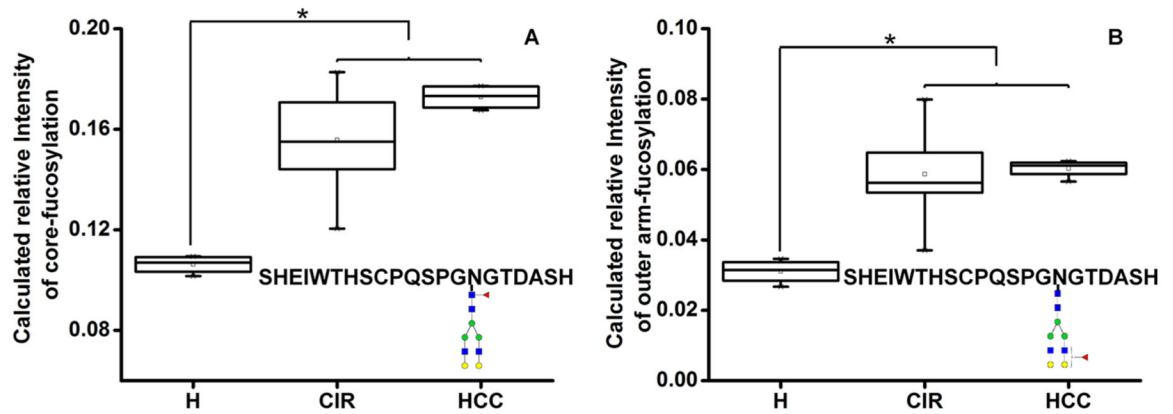 Calculated relative Intensity
of core-fucosylation
0.20
0.16
0.12
0.08
*
A
SHEIWTHSCPQSPGNGTDASH
H CIR HCC
Calculated relative Intensity
of outer arm-fucosylation
0.10
0.08
0.06
0.04
0.02
0.00
*
B
SHEIWTHSCPQSPGNGTDASH
H CIR HCC